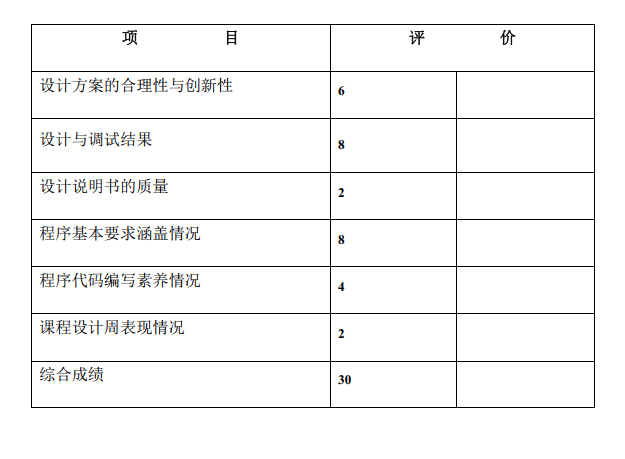 项 目 评 价
设计方案的合理性与创新性 6
设计与调试结果 8
设计说明书的质量 2
程序基本要求涵盖情况 8
程序代码编写素养情况 4
课程设计周表现情况 2
综合成绩 30